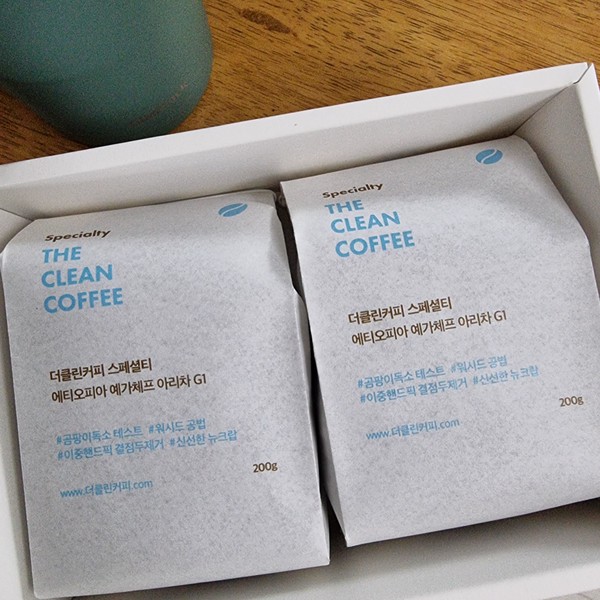 Specialty
THE
CLEAN
COFFEE
더클린커피 스페셜티
에티오피아 예가체프 아리차 G1
#곰팡이독소 테스트 #워시드 공법
#이중핸드픽 결점두제거 #신선한 뉴크랍
200g
www.더클린커피.com
Specialty
THE
CLEAN
COFFEE
더클린커피 스페셜티
에티오피아 예가체프 아리차 G1
#곰팡이독소 테스트 #워시드 공법
#이중핸드픽 결점두제거 #신선한 뉴크랍
200g
www.더클린커피.com